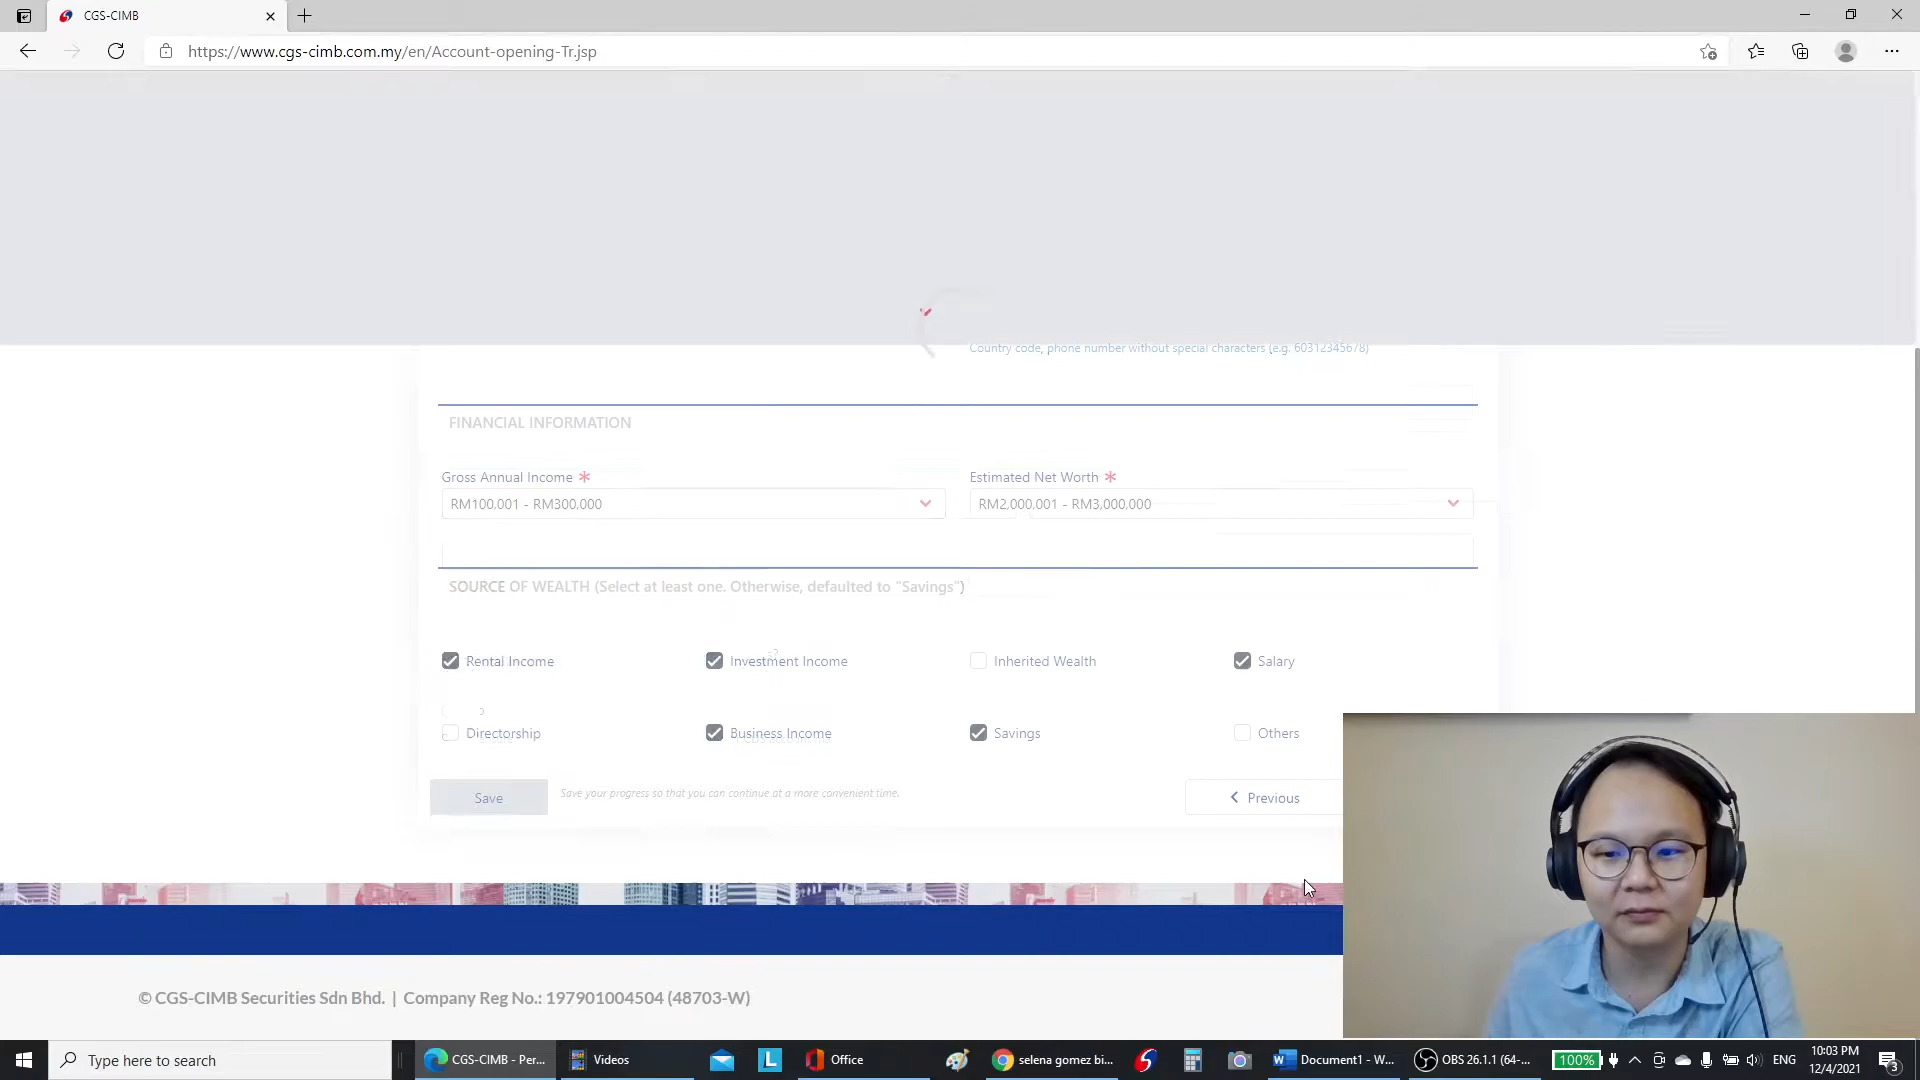 CGS-CIMB
https://www.cgs-cimb.com.my/en/Account-opening-Tr.jsp
Country code, phone number without special characters (e.g. 60312345678)
FINANCIAL INFORMATION
Gross Annual Income * Estimated Net Worth *
RM100,001 - RM300,000 RM2,000,001 - RM3,000,000
SOURCE OF WEALTH (Select at least one. Otherwise, defaulted to "Savings")
Rental Income Investment Income Inherited Wealth Salary
Directorship Business Income Savings Others
Save Save your progress so that you can continue at a more convenient time. Previous
© CGS-CIMB Securities Sdn Bhd. | Company Reg No.: 197901004504 (48703-W)
Type here to search CGS-CIMB - Per... Videos L Office selena gomez bi... Document1 - W... OBS 26.1.1 (64-... 100% ENG 10:03 PM
12/4/2021 3